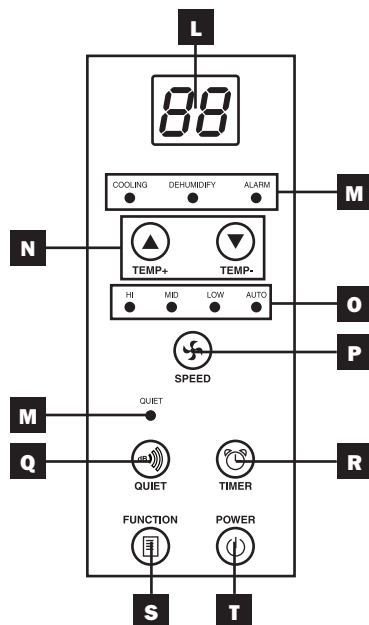 L
88
COOLING DEHUMIDIFY ALARM
M
N
TEMP+ TEMP-
HI MID LOW AUTO
O
P
SPEED
QUIET
M
Q
dB
R
QUIET TIMER
FUNCTION POWER
S T